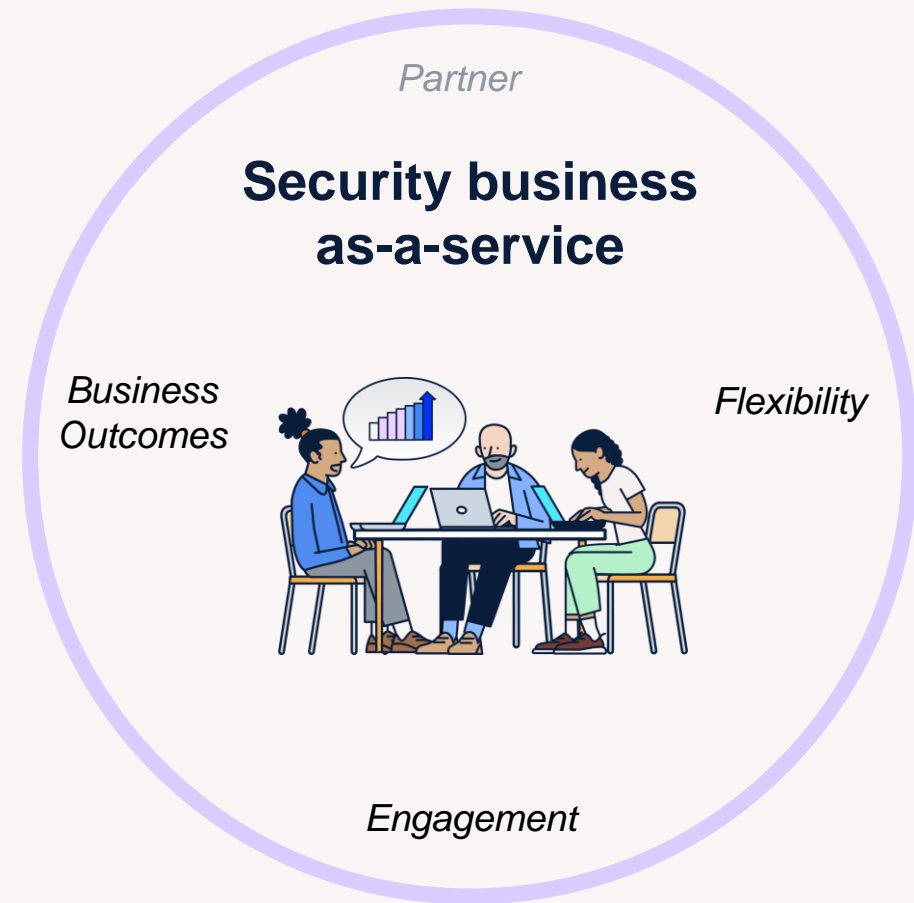 Partner
Security business
as-a-service
Business
Outcomes
Flexibility
Engagement